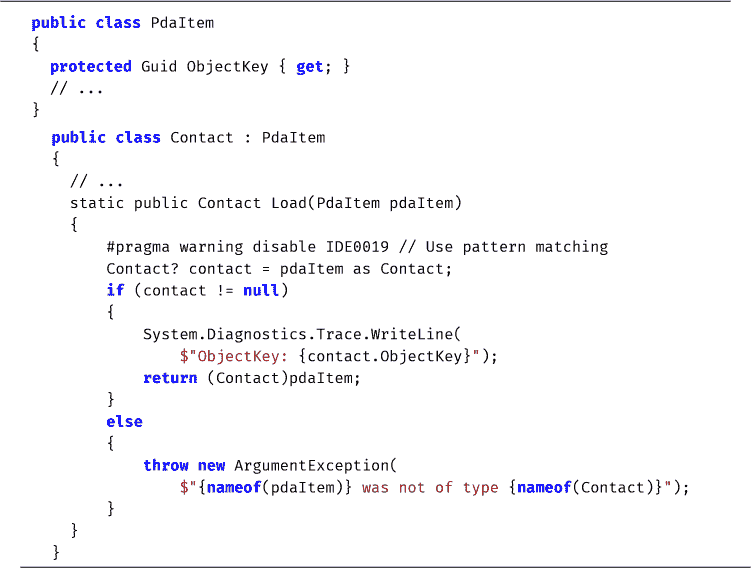 public class PdaItem
{
  protected Guid ObjectKey { get; }
  // ...
}
  public class Contact : PdaItem
  {
    // ...
    static public Contact Load(PdaItem pdaItem)
    {
        #pragma warning disable IDE0019 // Use pattern matching
        Contact? contact = pdaItem as Contact;
        if (contact != null)
        {
            System.Diagnostics.Trace.WriteLine(
                $"ObjectKey: {contact.ObjectKey}");
            return (Contact)pdaItem;
        }
        else
        {
            throw new ArgumentException(
                $"{nameof(pdaItem)} was not of type {nameof(Contact)}");
        }
    }
  }